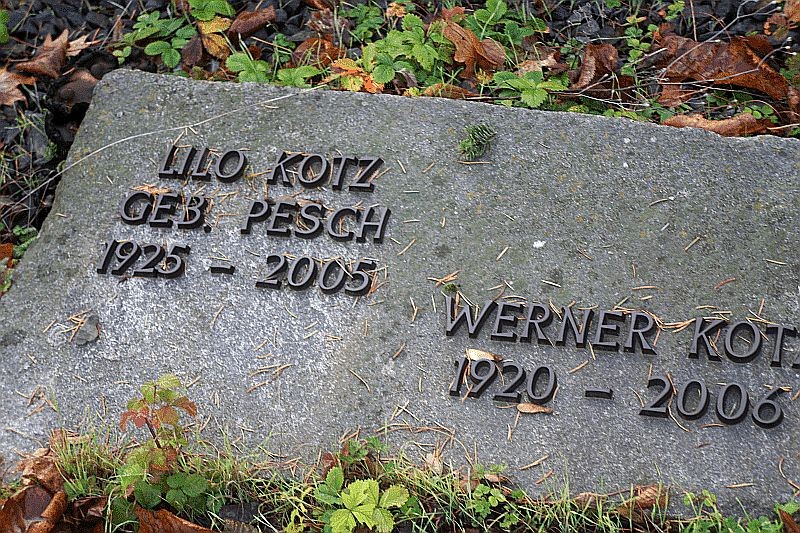 LILO KOTZ
GEB. PESCH
1925 – 2005
WERNER KOTZ
1920 – 2006